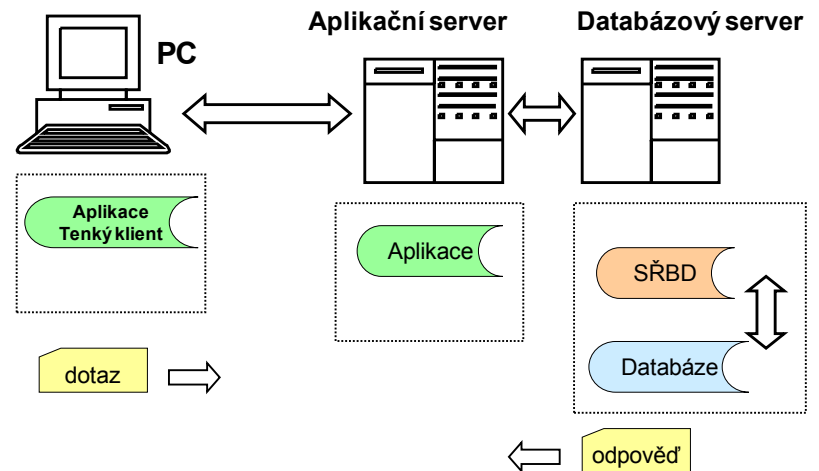 Aplikační server
Databázový server
PC
Aplikace
Tenký klient
Aplikace
SŘBD
Databáze
dotaz
odpověď